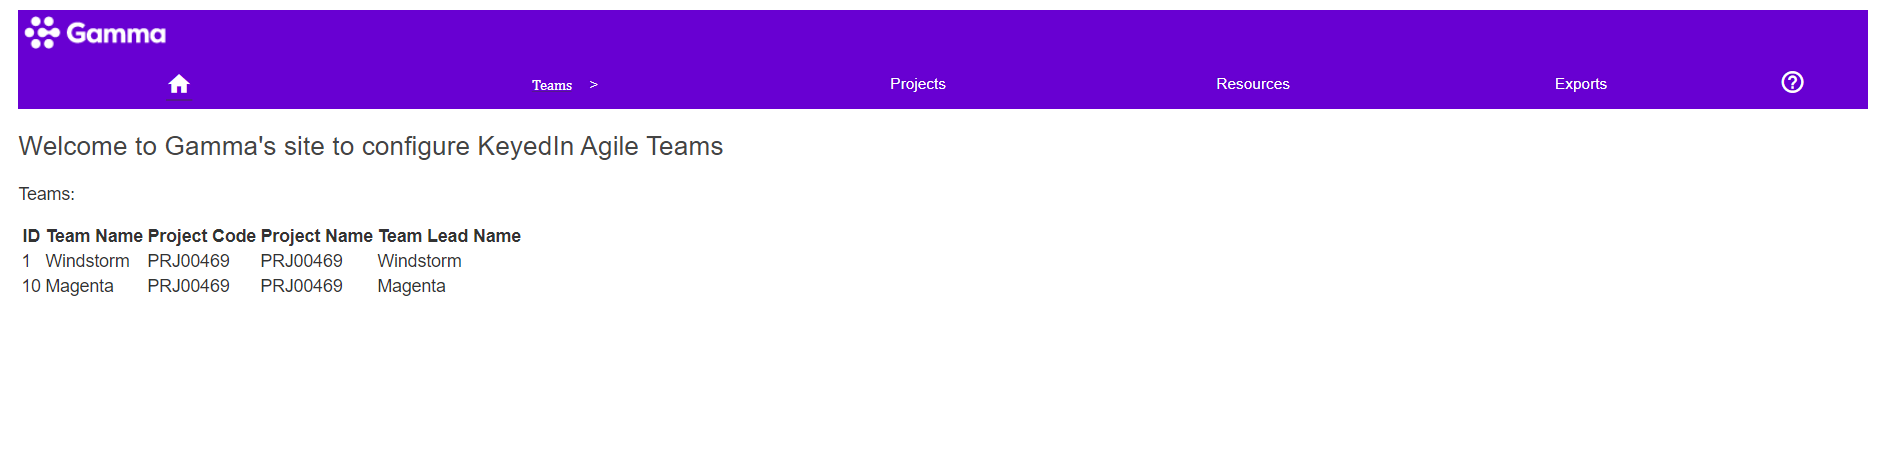 Gamma
Teams > Projects Resources Exports
Welcome to Gamma's site to configure KeyedIn Agile Teams
Teams:
ID Team Name Project Code Project Name Team Lead Name
1 Windstorm PRJ00469 PRJ00469 Windstorm
10 Magenta PRJ00469 PRJ00469 Magenta